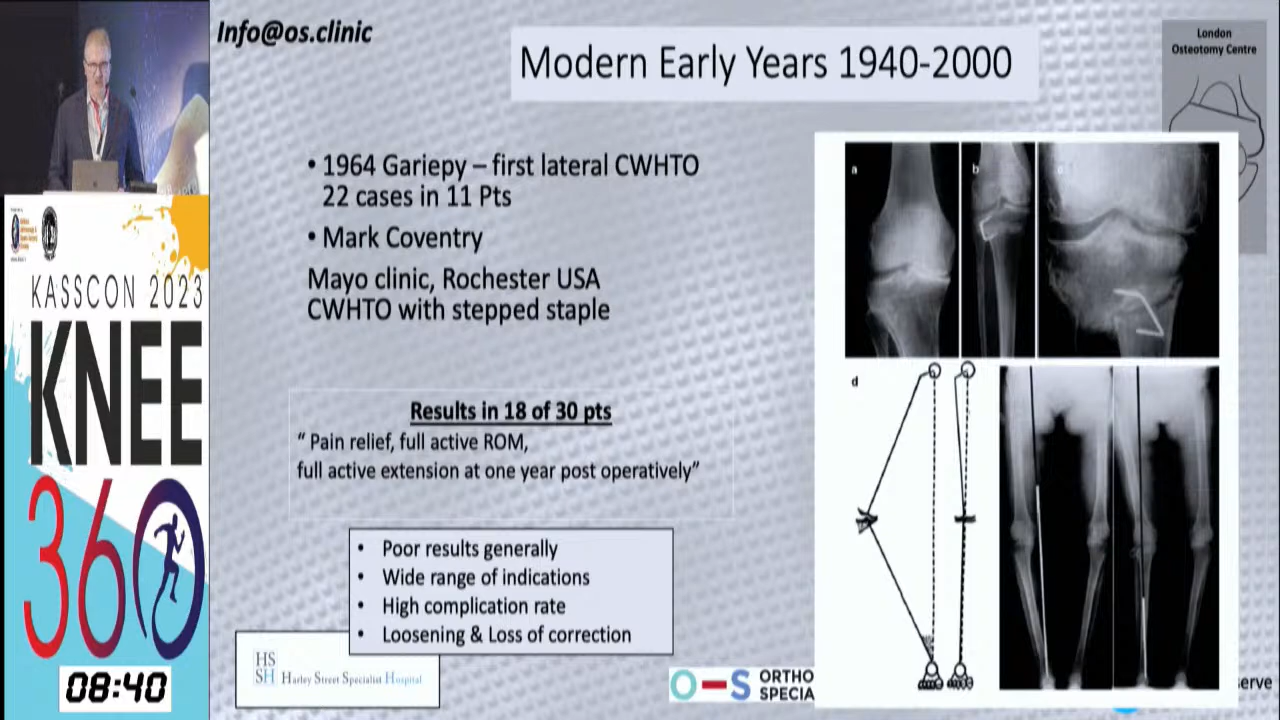 Info@os.clinic
Modern Early Years 1940-2000
London
Osteotomy Centre
• 1964 Gariepy – first lateral CWHTO
22 cases in 11 Pts
• Mark Coventry
Mayo clinic, Rochester USA
CWHTO with stepped staple
Results in 18 of 30 pts
“ Pain relief, full active ROM,
full active extension at one year post operatively”
• Poor results generally
• Wide range of indications
• High complication rate
• Loosening & Loss of correction
a
b
d
HS
SH Harley Street Specialist Hospital
O–S ORTHO
SPECIA
serve
KASSCON 2023
KNEE
360
08:40